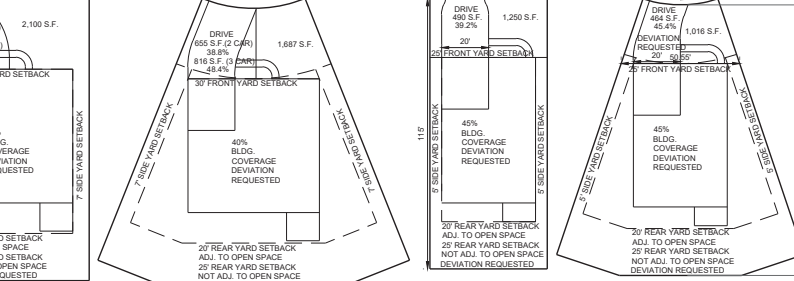 2,100 S.F.
RD SETBACK
7' SIDE YARD SETBACK
SETBACK
SPACE
SETBACK
OPEN SPACE
QUESTED
DRIVE
655 S.F.(2 CAR)
38.8%
816 S.F. (3 CAR)
48.4%
1,687 S.F.
30' FRONT YARD SETBACK
7' SIDE YARD SETBACK
40%
BLDG.
COVERAGE
DEVIATION
REQUESTED
7' SIDE YARD SETBACK
20' REAR YARD SETBACK
ADJ. TO OPEN SPACE
25' REAR YARD SETBACK
NOT ADJ. TO OPEN SPACE
DRIVE
490 S.F.
39.2%
1,250 S.F.
20'
25' FRONT YARD SETBACK
115'
5' SIDE YARD SETBACK
45%
BLDG.
COVERAGE
DEVIATION
REQUESTED
5' SIDE YARD SETBACK
20' REAR YARD SETBACK
ADJ. TO OPEN SPACE
25' REAR YARD SETBACK
NOT ADJ. TO OPEN SPACE
DEVIATION REQUESTED
DRIVE
464 S.F.
45.4%
DEVIATION
REQUESTED
1,016 S.F.
20'
50.55'
25' FRONT YARD SETBACK
5' SIDE YARD SETBACK
45%
BLDG.
COVERAGE
DEVIATION
REQUESTED
5' SIDE YARD SETBACK
20' REAR YARD SETBACK
ADJ. TO OPEN SPACE
25' REAR YARD SETBACK
NOT ADJ. TO OPEN SPACE
DEVIATION REQUESTED